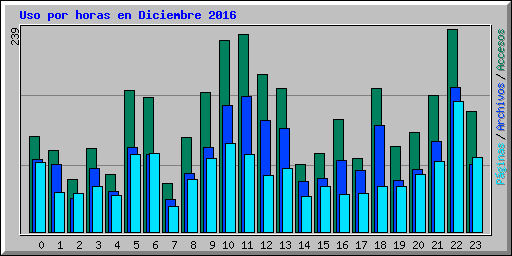 Uso por horas en Diciembre 2016
239
Páginas / Archivos / Accesos
0 1 2 3 4 5 6 7 8 9 10 11 12 13 14 15 16 17 18 19 20 21 22 23